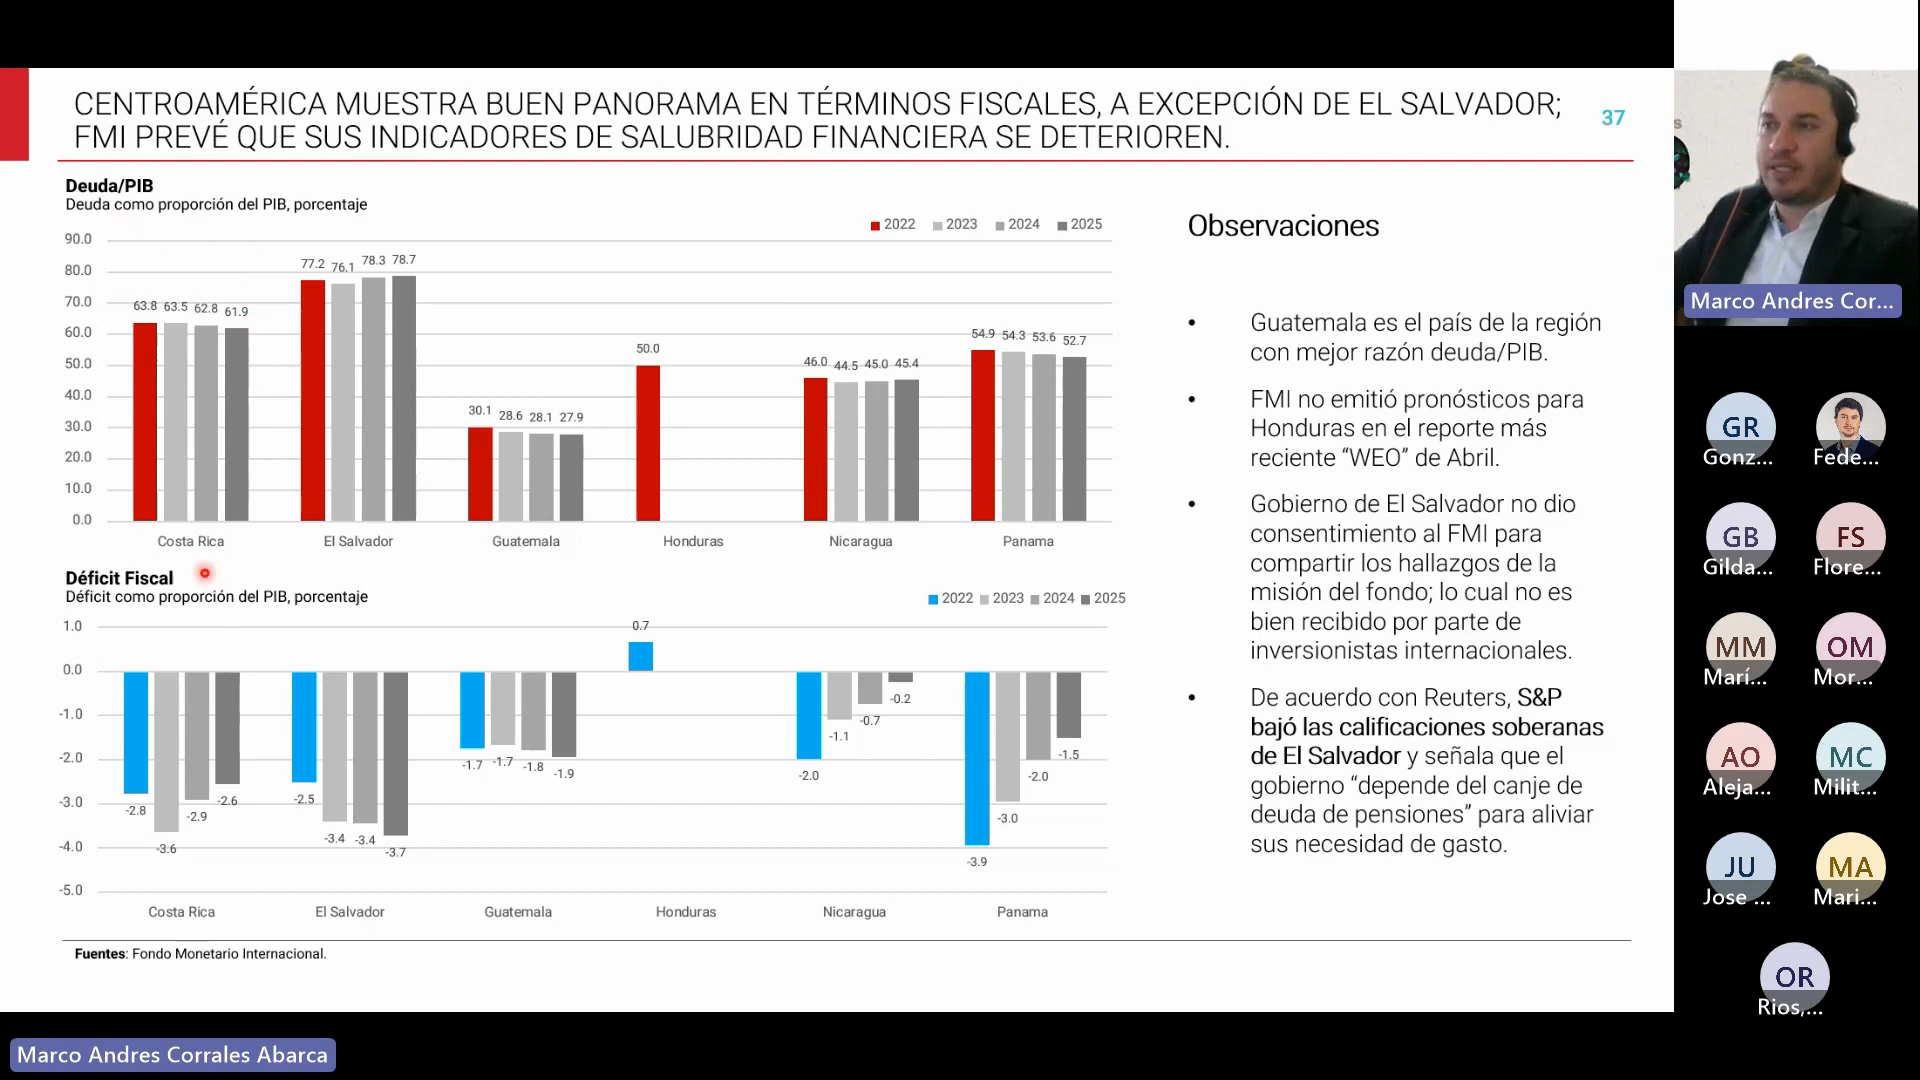 CENTROAMÉRICA MUESTRA BUEN PANORAMA EN TÉRMINOS FISCALES, A EXCEPCIÓN DE EL SALVADOR;
FMI PREVÉ QUE SUS INDICADORES DE SALUBRIDAD FINANCIERA SE DETERIOREN.
37
Deuda/PIB
Deuda como proporción del PIB, porcentaje
2022 2023 2024 2025
90.0
80.0
70.0
60.0
50.0
40.0
30.0
20.0
10.0
0.0
63.8 63.5 62.8 61.9
77.2 76.1 78.3 78.7
30.1 28.6 28.1 27.9
50.0
46.0 44.5 45.0 45.4
54.9 54.3 53.6 52.7
Costa Rica El Salvador Guatemala Honduras Nicaragua Panama
Déficit Fiscal
Déficit como proporción del PIB, porcentaje
2022 2023 2024 2025
1.0
0.0
-1.0
-2.0
-3.0
-4.0
-5.0
-2.8 -3.6 -2.9 -2.6
-2.5 -3.4 -3.4 -3.7
-1.7 -1.7 -1.8 -1.9
0.7
-2.0 -1.1 -0.7 -0.2
-3.9 -3.0 -2.0 -1.5
Costa Rica El Salvador Guatemala Honduras Nicaragua Panama
Fuentes: Fondo Monetario Internacional.
Observaciones
• Guatemala es el país de la región
con mejor razón deuda/PIB.
• FMI no emitió pronósticos para
Honduras en el reporte más
reciente “WEO” de Abril.
• Gobierno de El Salvador no dio
consentimiento al FMI para
compartir los hallazgos de la
misión del fondo; lo cual no es
bien recibido por parte de
inversionistas internacionales.
• De acuerdo con Reuters, S&P
bajó las calificaciones soberanas
de El Salvador y señala que el
gobierno “depende del canje de
deuda de pensiones” para aliviar
sus necesidad de gasto.
s
Marco Andres Cor...
GR
Gonz...
Fede...
GB
Gilda...
FS
Flore...
MM
Marí...
OM
Mor...
AO
Aleja...
MC
Milit...
JU
Jose ...
MA
Mari...
OR
Rios,...
Marco Andres Corrales Abarca